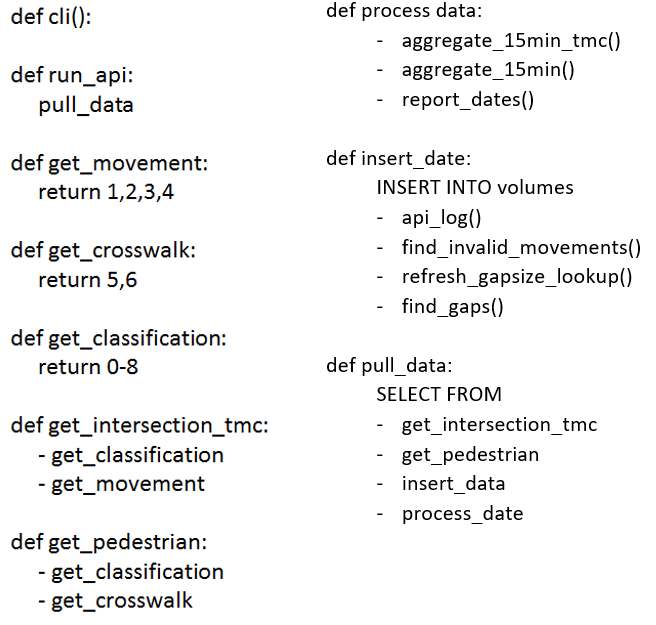 def cli():
def run_api:
pull_data
def get_movement:
return 1,2,3,4
def get_crosswalk:
return 5,6
def get_classification:
return 0-8
def get_intersection_tmc:
- get_classification
- get_movement
def get_pedestrian:
- get_classification
- get_crosswalk
def process data:
- aggregate_15min_tmc()
- aggregate_15min()
- report_dates()
def insert_date:
INSERT INTO volumes
- api_log()
- find_invalid_movements()
- refresh_gapsize_lookup()
- find_gaps()
def pull_data:
SELECT FROM
- get_intersection_tmc
- get_pedestrian
- insert_data
- process_date